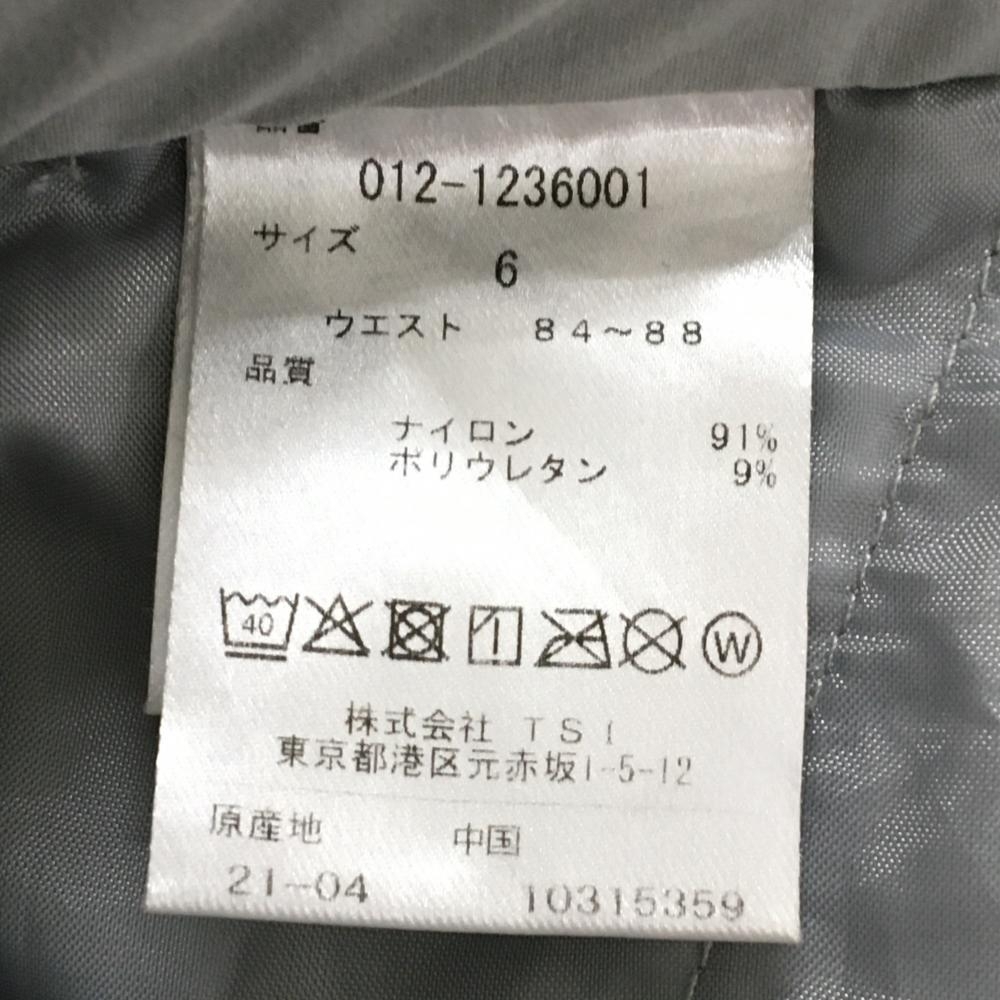 品番
012-1236001
サイズ
6
ウエスト 84～88
品質
ナイロン 91%
ポリウレタン 9%
40 W
株式会社 TSI
東京都港区元赤坂1-5-12
原産地 中国
21-04 10315359